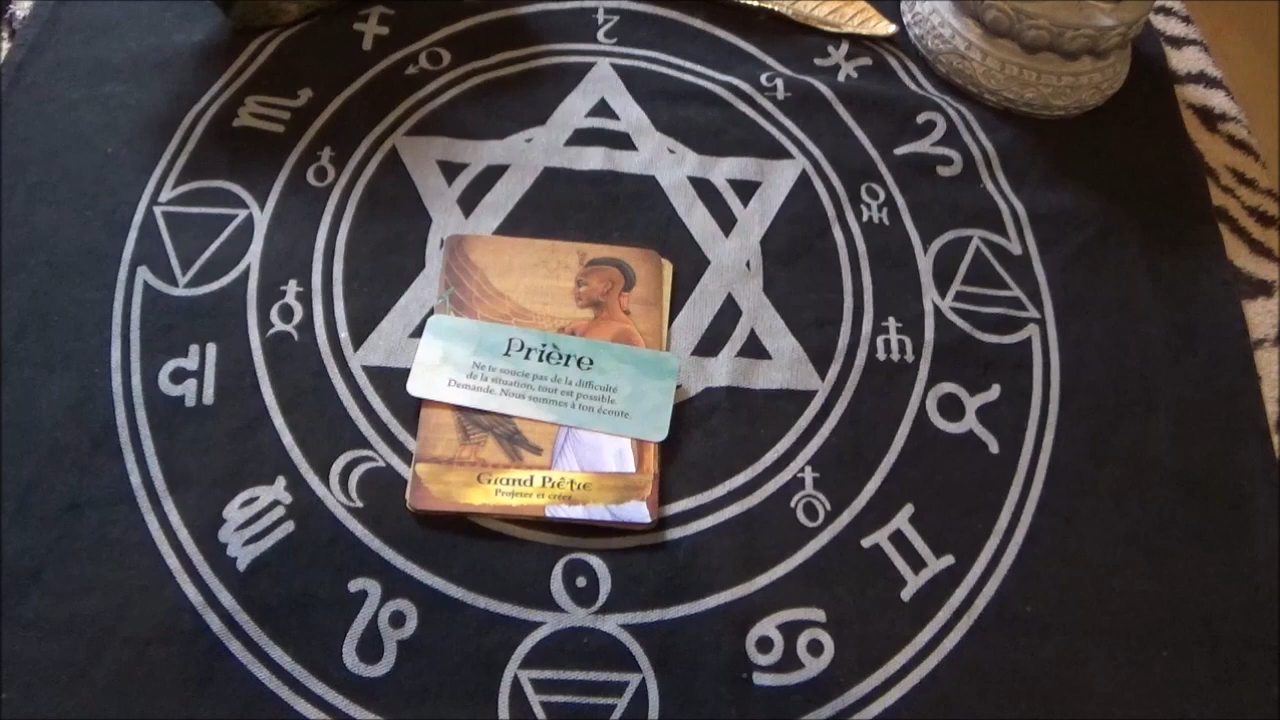 Prière
Ne te soucie pas de la difficulté
de la situation, tout est possible.
Demande. Nous sommes à ton écoute.
Grand Prêtre
Projeter et créer